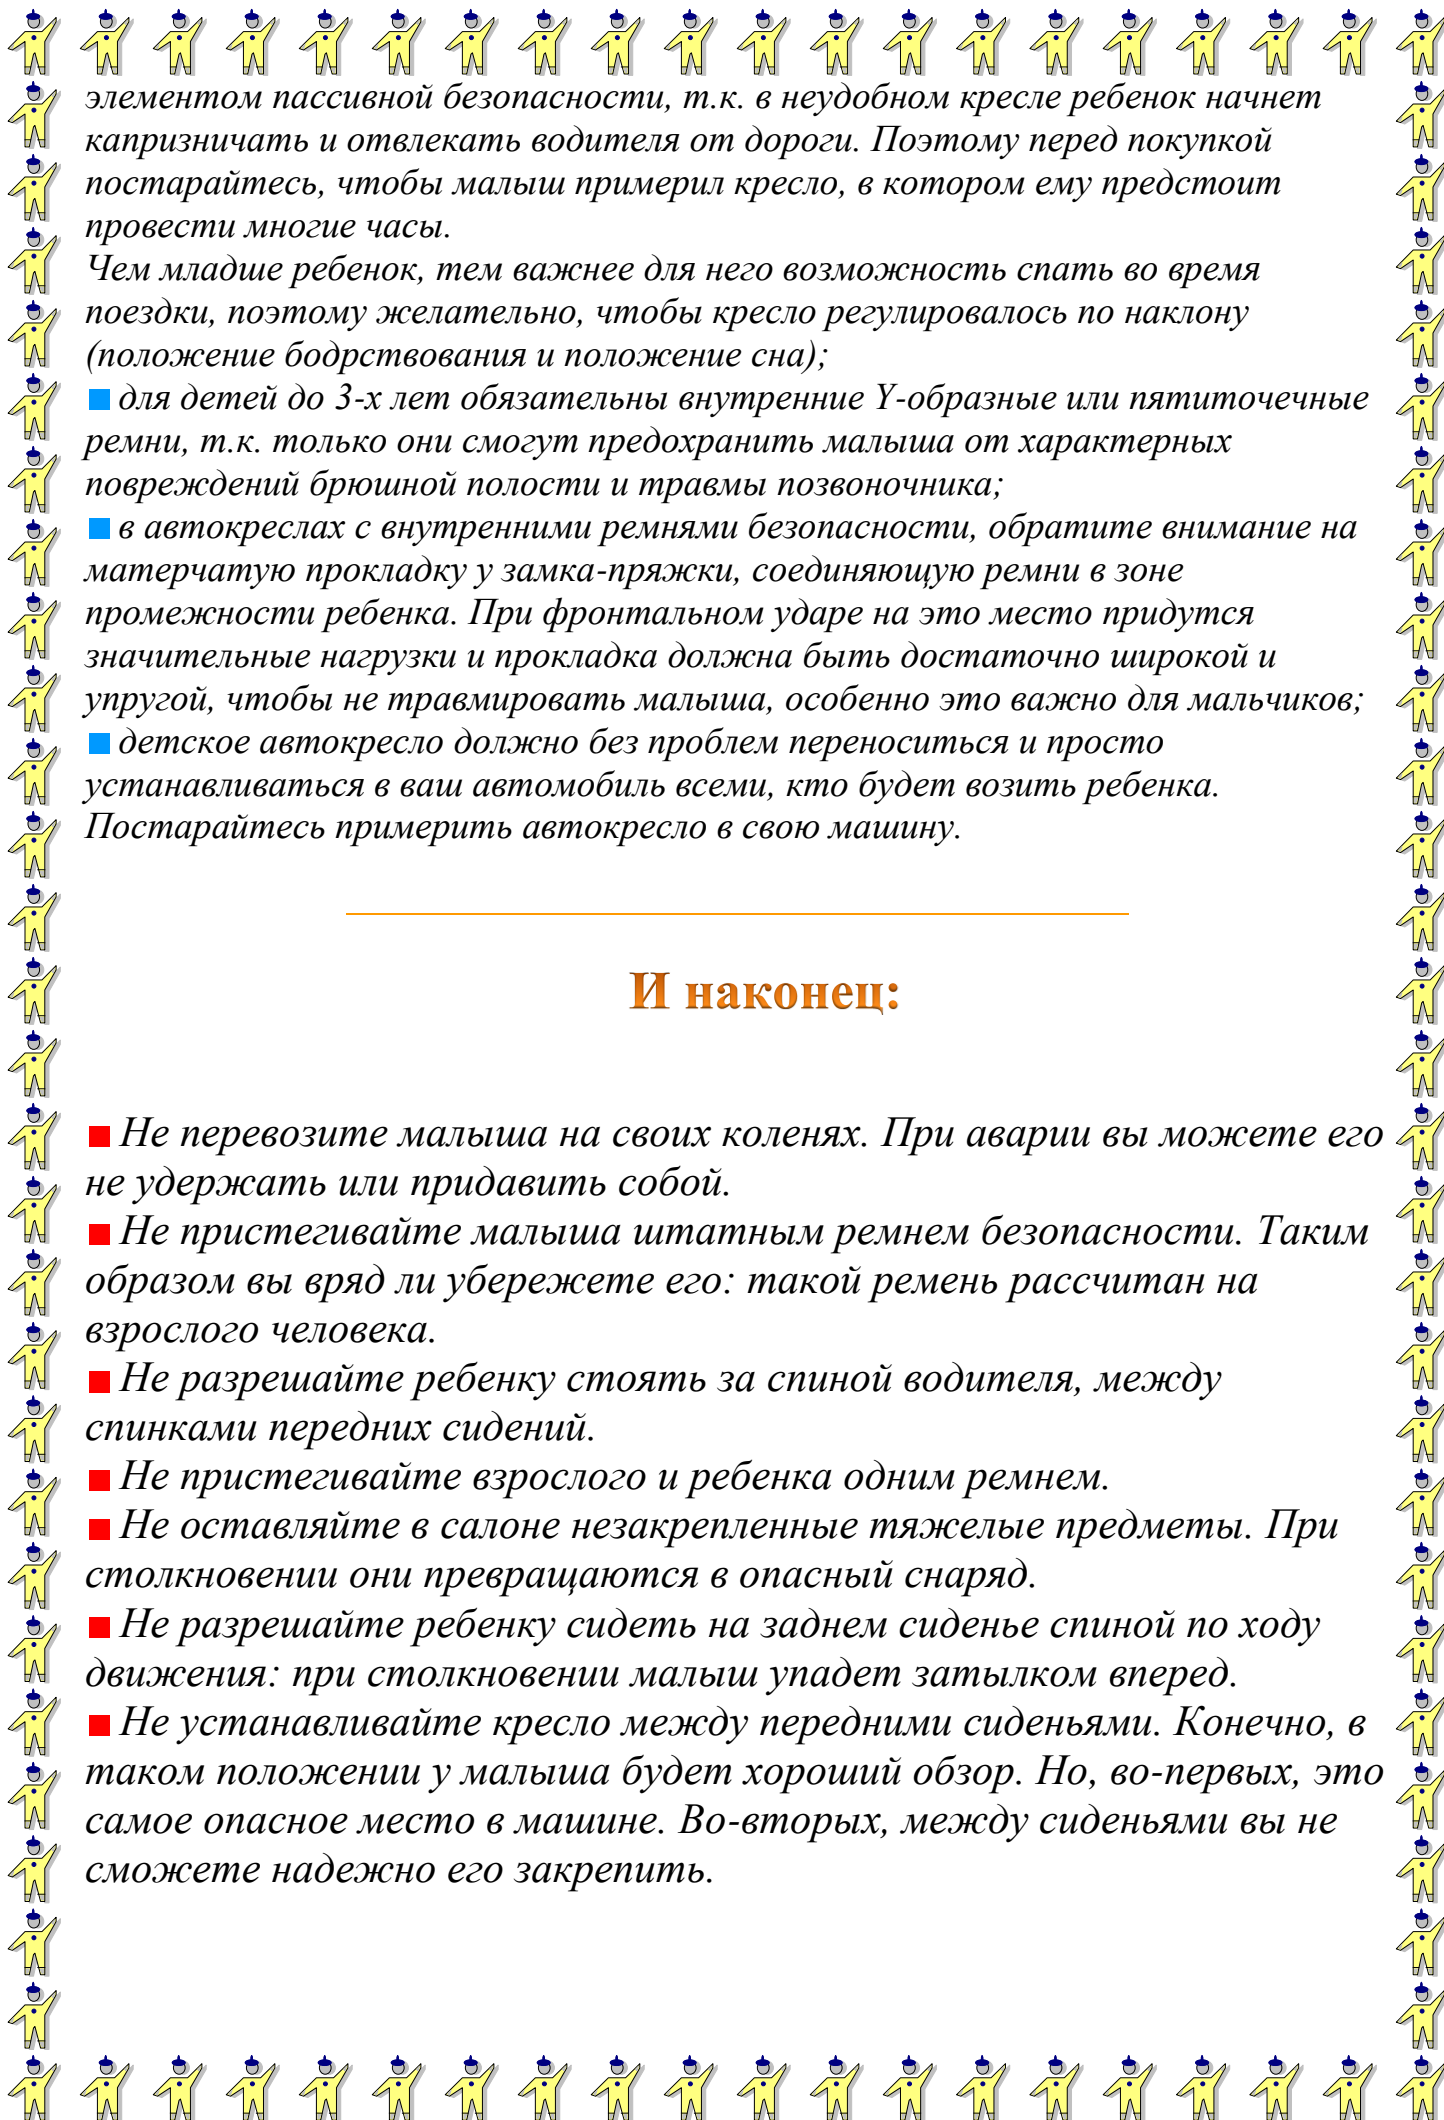 элементом пассивной безопасности, т.к. в неудобном кресле ребенок начнет
капризничать и отвлекать водителя от дороги. Поэтому перед покупкой
постарайтесь, чтобы малыш примерил кресло, в котором ему предстоит
провести многие часы.
Чем младше ребенок, тем важнее для него возможность спать во время
поездки, поэтому желательно, чтобы кресло регулировалось по наклону
(положение бодрствования и положение сна);
для детей до 3-х лет обязательны внутренние Y-образные или пятиточечные
ремни, т.к. только они смогут предохранить малыша от характерных
повреждений брюшной полости и травмы позвоночника;
в автокреслах с внутренними ремнями безопасности, обратите внимание на
матерчатую прокладку у замка-пряжки, соединяющую ремни в зоне
промежности ребенка. При фронтальном ударе на это место придутся
значительные нагрузки и прокладка должна быть достаточно широкой и
упругой, чтобы не травмировать малыша, особенно это важно для мальчиков;
детское автокресло должно без проблем переноситься и просто
устанавливаться в ваш автомобиль всеми, кто будет возить ребенка.
Постарайтесь примерить автокресло в свою машину.
И наконец:
Не перевозите малыша на своих коленях. При аварии вы можете его
не удержать или придавить собой.
Не пристегивайте малыша штатным ремнем безопасности. Таким
образом вы вряд ли убережете его: такой ремень рассчитан на
взрослого человека.
Не разрешайте ребенку стоять за спиной водителя, между
спинками передних сидений.
Не пристегивайте взрослого и ребенка одним ремнем.
Не оставляйте в салоне незакрепленные тяжелые предметы. При
столкновении они превращаются в опасный снаряд.
Не разрешайте ребенку сидеть на заднем сиденье спиной по ходу
движения: при столкновении малыш упадет затылком вперед.
Не устанавливайте кресло между передними сиденьями. Конечно, в
таком положении у малыша будет хороший обзор. Но, во-первых, это
самое опасное место в машине. Во-вторых, между сиденьями вы не
сможете надежно его закрепить.